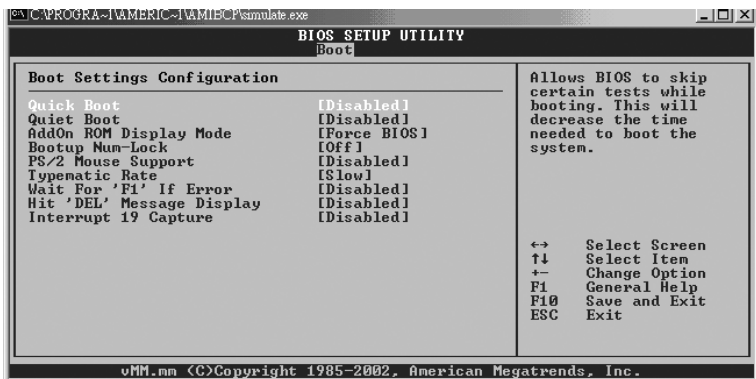 C:\PROGRA~1\AMERIC~1\AMIBCP\simulate.exe
BIOS SETUP UTILITY
Boot
Boot Settings Configuration
Quick Boot [Disabled]
Quiet Boot [Disabled]
AddOn ROM Display Mode [Force BIOS]
Bootup Num-Lock [Off]
PS/2 Mouse Support [Disabled]
Typematic Rate [Slow]
Wait For 'F1' If Error [Disabled]
Hit 'DEL' Message Display [Disabled]
Interrupt 19 Capture [Disabled]
Allows BIOS to skip
certain tests while
booting. This will
decrease the time
needed to boot the
system.
↔ Select Screen
↑↓ Select Item
+- Change Option
F1 General Help
F10 Save and Exit
ESC Exit
vMM.mm (C)Copyright 1985-2002, American Megatrends, Inc.